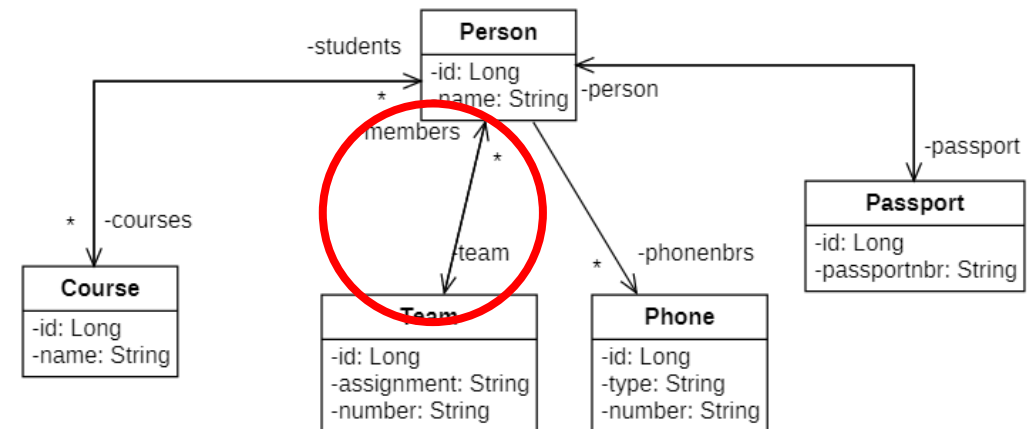 Person
-id: Long
-name: String
-students
*
members
*
-person
-passport
*
-courses
-team
*
-phonenbrs
Passport
-id: Long
-passportnbr: String
Course
-id: Long
-name: String
Team
-id: Long
-assignment: String
-number: String
Phone
-id: Long
-type: String
-number: String